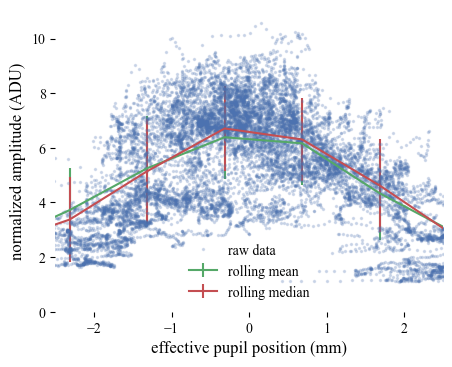 normalized amplitude (ADU)
10
8
6
4
2
0
raw data
rolling mean
rolling median
−2
−1
0
1
2
effective pupil position (mm)